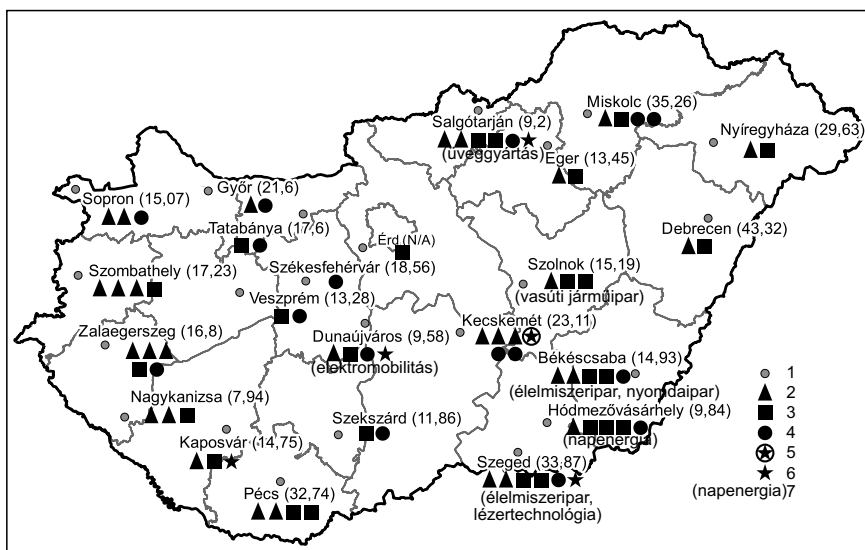 Miskolc (35,26)
Salgótarján (9,2)
(üveggyártás)
Nyíregyháza (29,63)
Eger (13,45)
Sopron (15,07)
Győr (21,6)
Tatabánya (17,6)
Érd (N/A)
Debrecen (43,32)
Szombathely (17,23)
Székesfehérvár (18,56)
Szolnok (15,19)
(vasúti járműipar)
Veszprém (13,28)
Zalaegerszeg (16,8)
Dunaújváros (9,58)
(elektromobilitás)
Kecskemét (23,11)
Békéscsaba (14,93)
(élelmiszeripar, nyomdaipar)
Nagykanizsa (7,94)
Szekszárd (11,86)
Hódmezővásárhely (9,84)
(napenergia)
Kaposvár (14,75)
Szeged (33,87)
(élelmiszeripar,
lézertechnológia)
Pécs (32,74)
1
2
3
4
5
6
(napenergia) 7